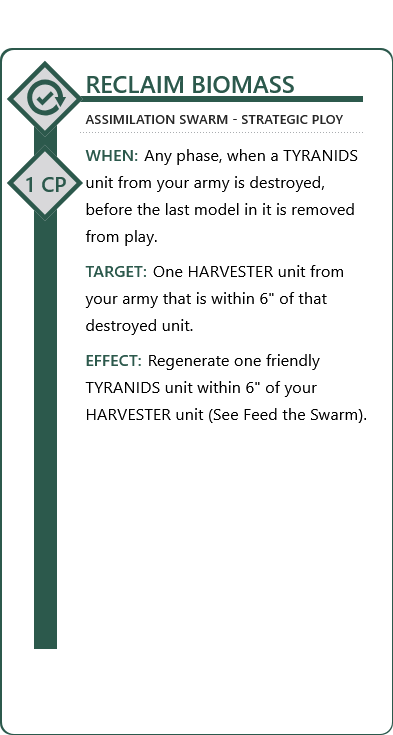 RECLAIM BIOMASS
ASSIMILATION SWARM - STRATEGIC PLOY
1 CP
WHEN: Any phase, when a TYRANIDS
unit from your army is destroyed,
before the last model in it is removed
from play.
TARGET: One HARVESTER unit from
your army that is within 6" of that
destroyed unit.
EFFECT: Regenerate one friendly
TYRANIDS unit within 6" of your
HARVESTER unit (See Feed the Swarm).